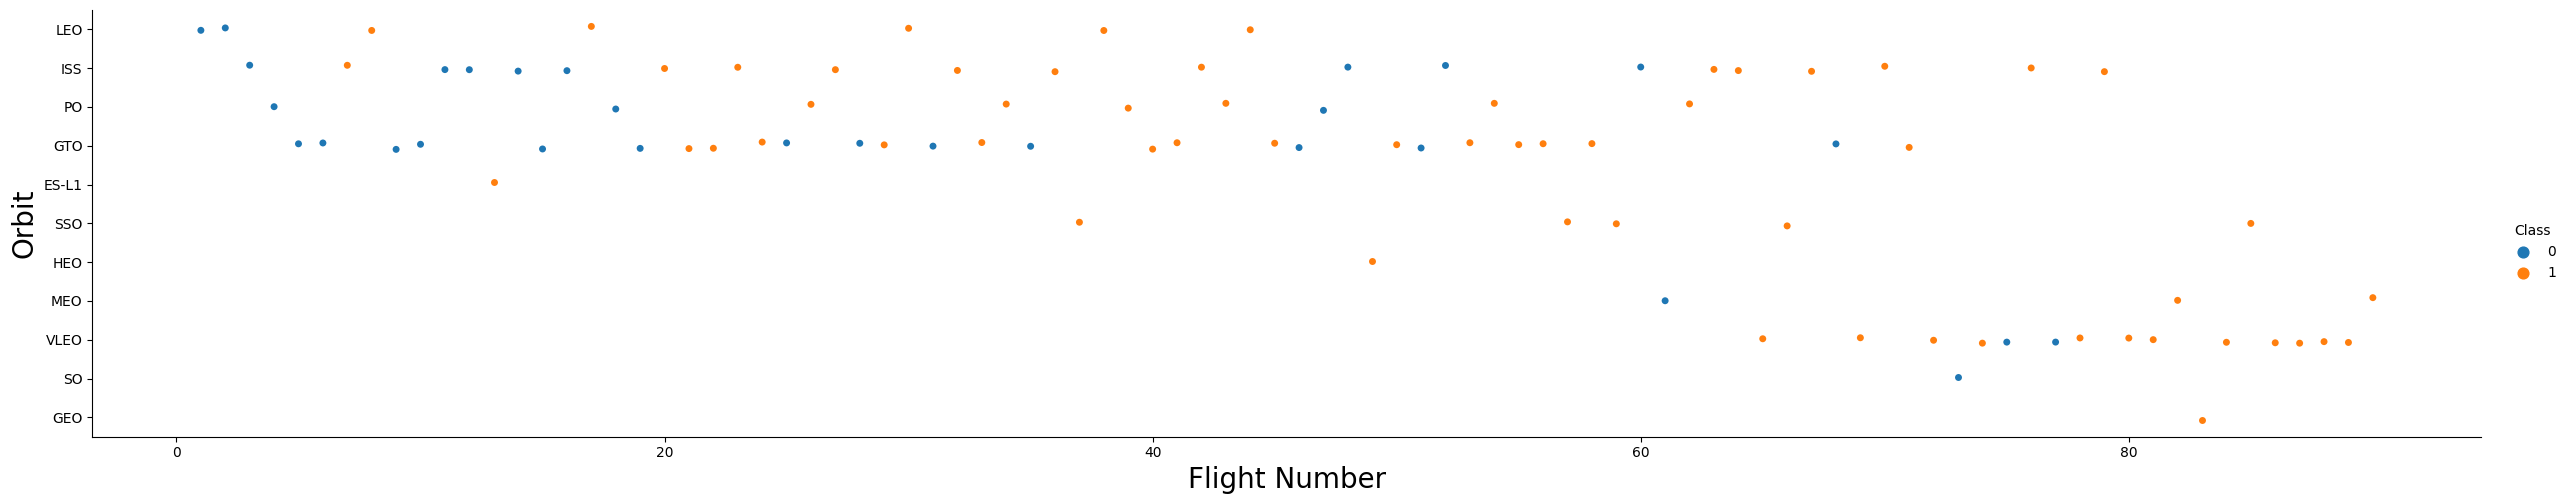 LEO
ISS
PO
GTO
ES-L1
SSO
HEO
MEO
VLEO
SO
GEO
Orbit
0 20 40 60 80
Flight Number
Class
0
1